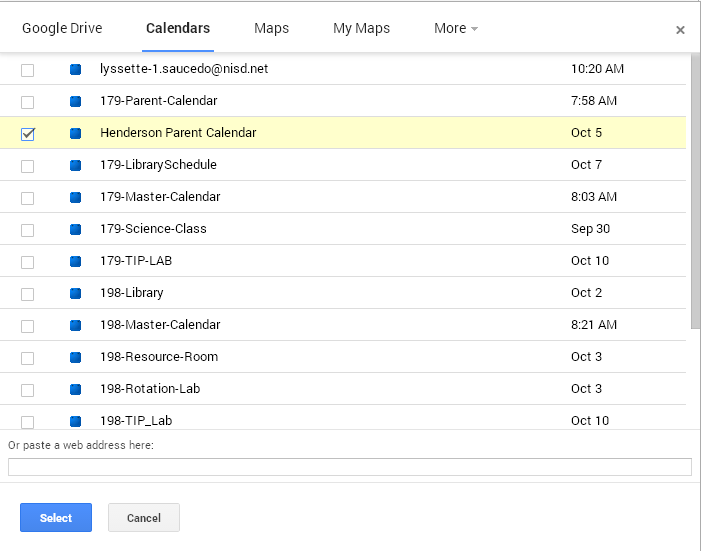 Google Drive Calendars Maps My Maps More
lyssette-1.saucedo@nisd.net 10:20 AM
179-Parent-Calendar 7:58 AM
Henderson Parent Calendar Oct 5
179-LibrarySchedule Oct 7
179-Master-Calendar 8:03 AM
179-Science-Class Sep 30
179-TIP-LAB Oct 10
198-Library Oct 2
198-Master-Calendar 8:21 AM
198-Resource-Room Oct 3
198-Rotation-Lab Oct 3
198-TIP_Lab Oct 10
Or paste a web address here:
Select Cancel